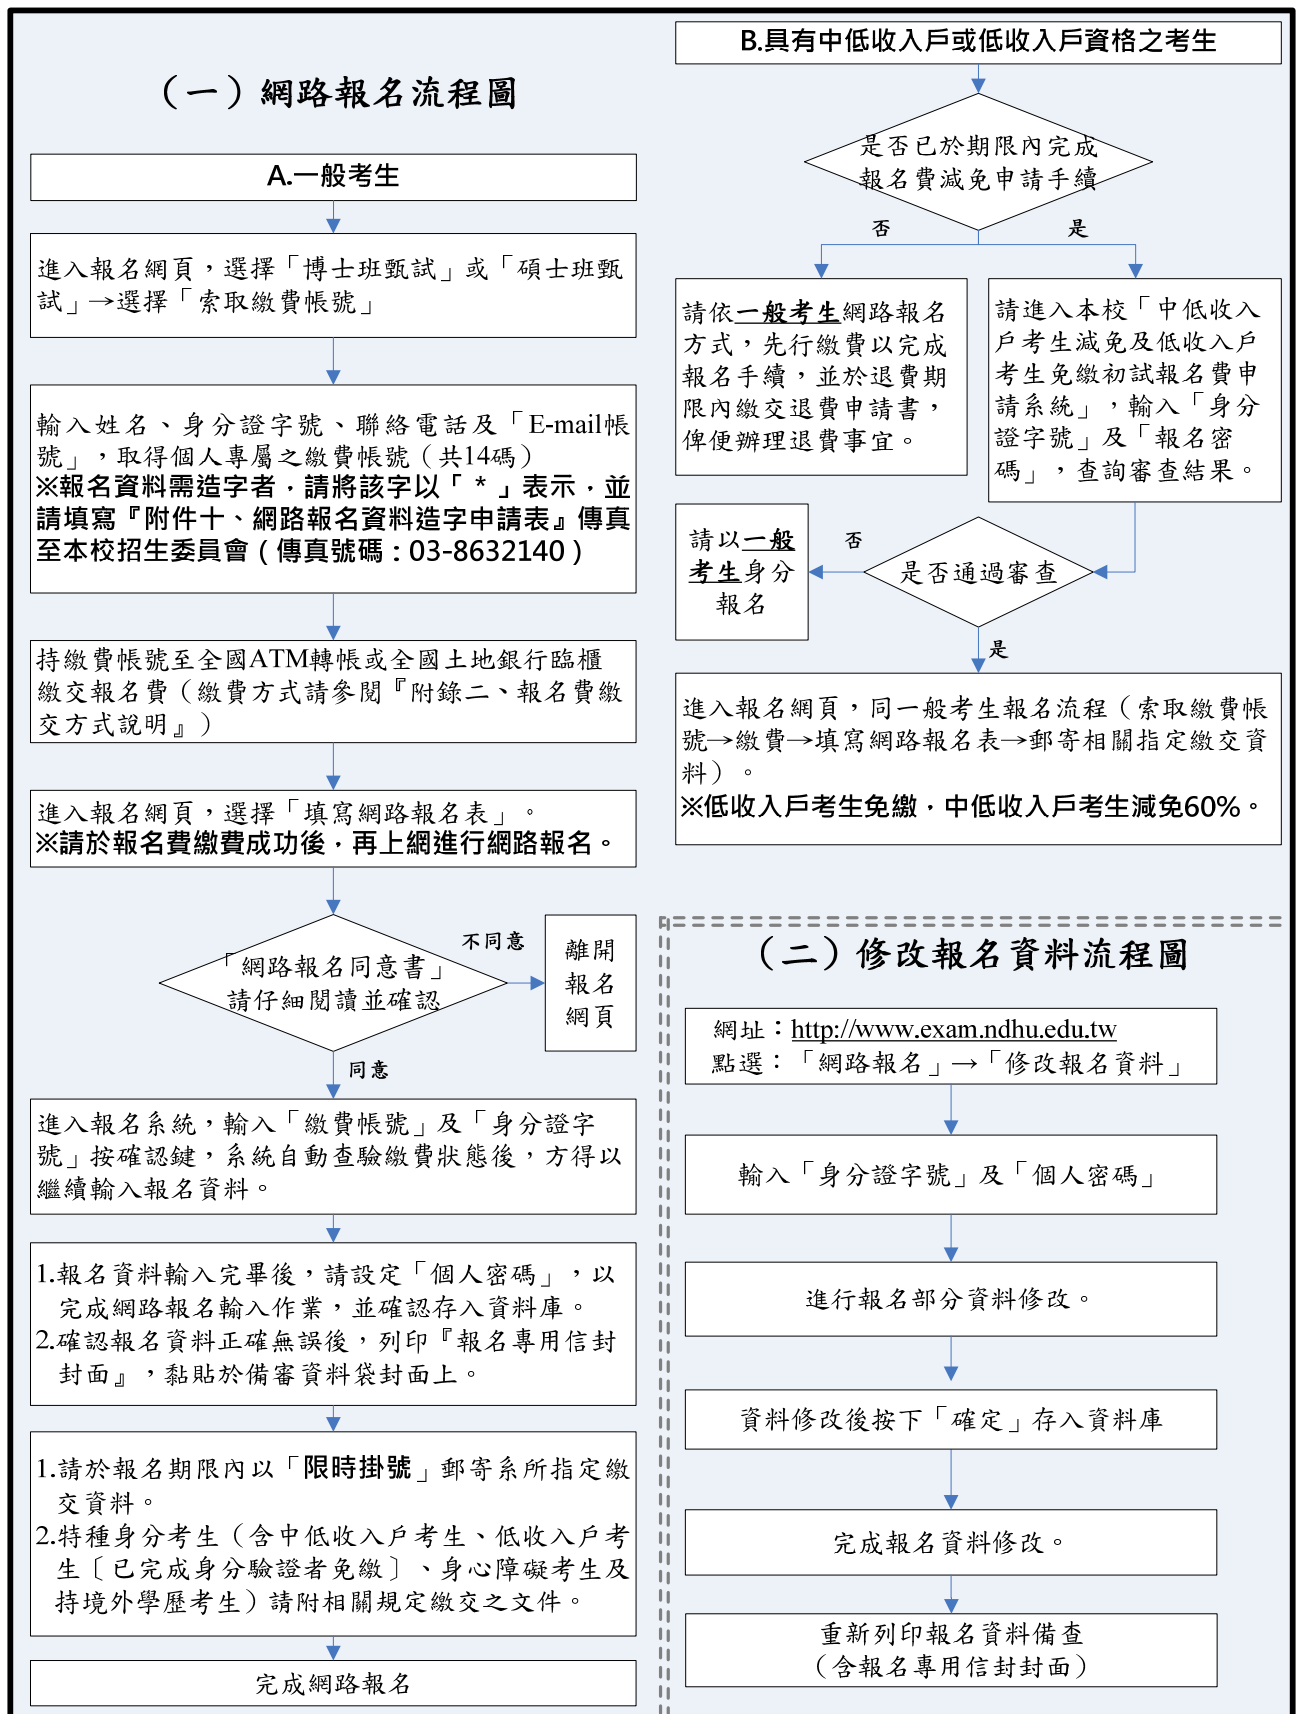 （一）網路報名流程圖
A.一般考生
進入報名網頁，選擇「博士班甄試」或「碩士班甄
試」→選擇「索取繳費帳號」
輸入姓名、身分證字號、聯絡電話及「E-mail帳
號」，取得個人專屬之繳費帳號（共14碼）
※報名資料需造字者，請將該字以「 * 」表示，並
請填寫『附件十、網路報名資料造字申請表』傳真
至本校招生委員會（傳真號碼：03-8632140）
持繳費帳號至全國ATM轉帳或全國土地銀行臨櫃
繳交報名費（繳費方式請參閱『附錄二、報名費繳
交方式說明』）
進入報名網頁，選擇「填寫網路報名表」。
※請於報名費繳費成功後，再上網進行網路報名。
「網路報名同意書」
請仔細閱讀並確認
不同意
離開
報名
網頁
同意
進入報名系統，輸入「繳費帳號」及「身分證字
號」按確認鍵，系統自動查驗繳費狀態後，方得以
繼續輸入報名資料。
1.報名資料輸入完畢後，請設定「個人密碼」，以
完成網路報名輸入作業，並確認存入資料庫。
2.確認報名資料正確無誤後，列印『報名專用信封
封面』，黏貼於備審資料袋封面上。
1.請於報名期限內以「限時掛號」郵寄系所指定繳
交資料。
2.特種身分考生（含中低收入戶考生、低收入戶考
生〔已完成身分驗證者免繳〕、身心障礙考生及
持境外學歷考生）請附相關規定繳交之文件。
完成網路報名
B.具有中低收入戶或低收入戶資格之考生
是否已於期限內完成
報名費減免申請手續
否
是
請依一般考生網路報名
方式，先行繳費以完成
報名手續，並於退費期
限內繳交退費申請書，
俾便辦理退費事宜。
請進入本校「中低收入
戶考生減免及低收入戶
考生免繳初試報名費申
請系統」，輸入「身分
證字號」及「報名密
碼」，查詢審查結果。
請以一般
考生身分
報名
否
是否通過審查
是
進入報名網頁，同一般考生報名流程（索取繳費帳
號→繳費→填寫網路報名表→郵寄相關指定繳交資
料）。
※低收入戶考生免繳，中低收入戶考生減免60%。
（二）修改報名資料流程圖
網址：http://www.exam.ndhu.edu.tw
點選：「網路報名」→「修改報名資料」
輸入「身分證字號」及「個人密碼」
進行報名部分資料修改。
資料修改後按下「確定」存入資料庫
完成報名資料修改。
重新列印報名資料備查
（含報名專用信封封面）